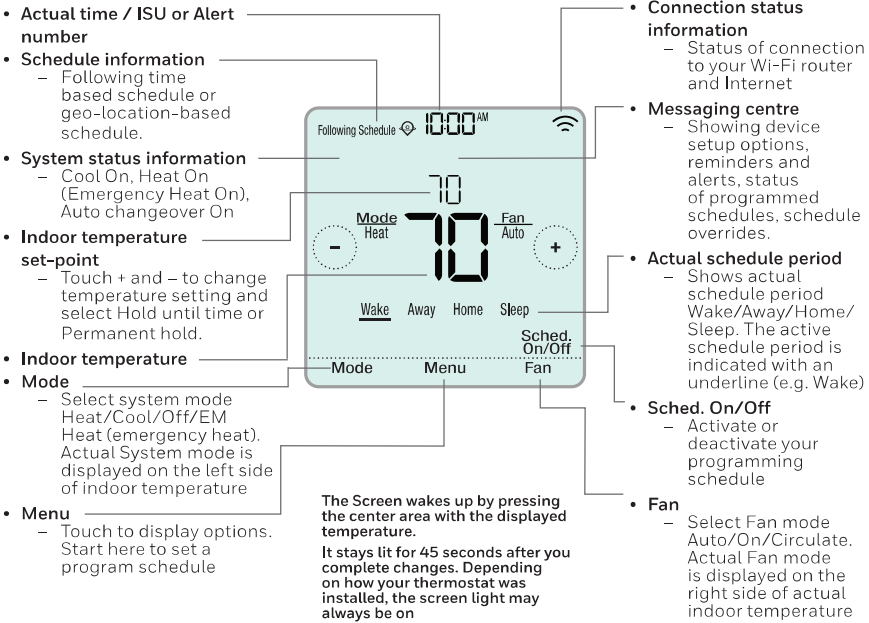 • Actual time / ISU or Alert
number
• Schedule information
– Following time
based schedule or
geo-location-based
schedule.
• System status information
– Cool On, Heat On
(Emergency Heat On),
Auto changeover On
• Indoor temperature
set-point
– Touch + and – to change
temperature setting and
select Hold until time or
Permanent hold.
• Indoor temperature
• Mode
– Select system mode
Heat/Cool/Off/EM
Heat (emergency heat).
Actual System mode is
displayed on the left side
of indoor temperature
• Menu
– Touch to display options.
Start here to set a
program schedule
Following Schedule 10:00 AM
70
Mode
Heat
70
Fan
Auto
–
+
Wake Away Home Sleep
Sched.
On/Off
Mode Menu Fan
The Screen wakes up by pressing
the center area with the displayed
temperature.
It stays lit for 45 seconds after you
complete changes. Depending
on how your thermostat was
installed, the screen light may
always be on
• Connection status
information
– Status of connection
to your Wi-Fi router
and Internet
• Messaging centre
– Showing device
setup options,
reminders and
alerts, status
of programmed
schedules, schedule
overrides.
• Actual schedule period
– Shows actual
schedule period
Wake/Away/Home/
Sleep. The active
schedule period is
indicated with an
underline (e.g. Wake)
• Sched. On/Off
– Activate or
deactivate your
programming
schedule
• Fan
– Select Fan mode
Auto/On/Circulate.
Actual Fan mode
is displayed on the
right side of actual
indoor temperature